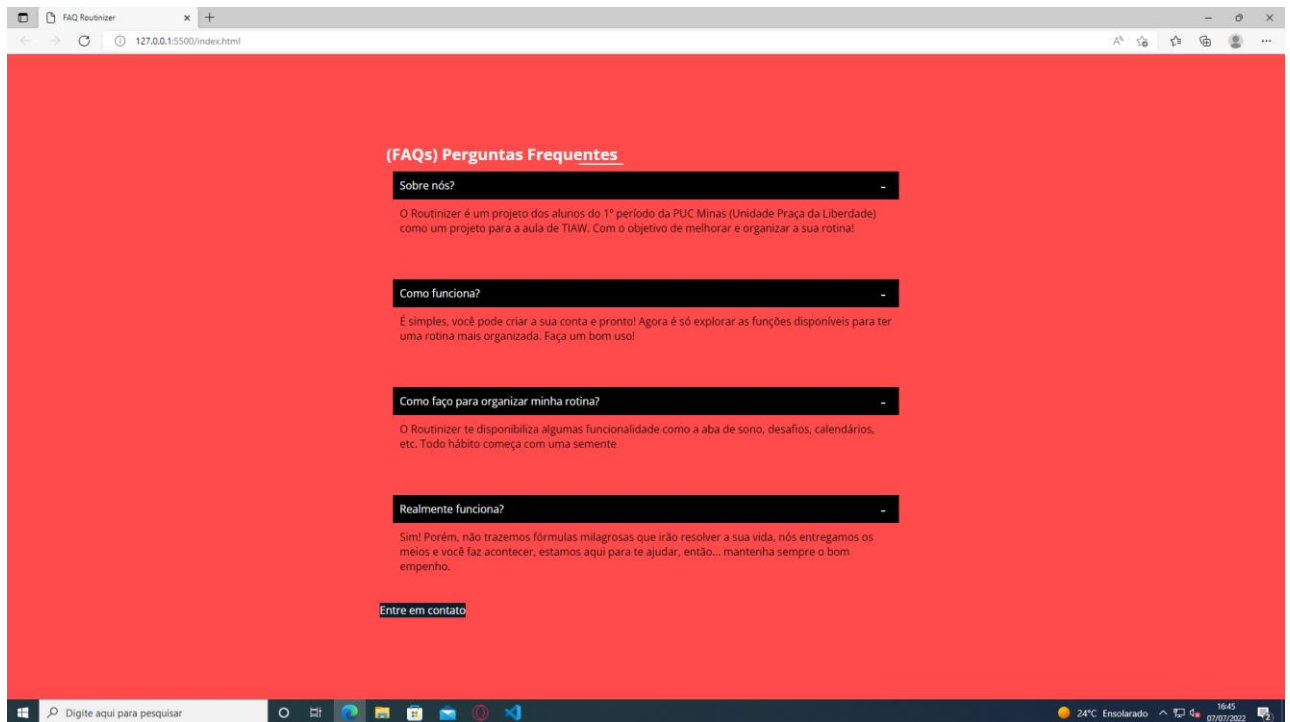 FAQ Routinizer
127.0.0.1:5500/index.html
(FAQs) Perguntas Frequentes
Sobre nós?
-
O Routinizer é um projeto dos alunos do 1º período da PUC Minas (Unidade Praça da Liberdade)
como um projeto para a aula de TIAW. Com o objetivo de melhorar e organizar a sua rotina!
Como funciona?
-
É simples, você pode criar a sua conta e pronto! Agora é só explorar as funções disponíveis para ter
uma rotina mais organizada. Faça um bom uso!
Como faço para organizar minha rotina?
-
O Routinizer te disponibiliza algumas funcionalidade como a aba de sono, desafios, calendários,
etc. Todo hábito começa com uma semente
Realmente funciona?
-
Sim! Porém, não trazemos fórmulas milagrosas que irão resolver a sua vida, nós entregamos os
meios e você faz acontecer, estamos aqui para te ajudar, então... mantenha sempre o bom
empenho.
Entre em contato
Digite aqui para pesquisar
24°C Ensolarado
16:45
07/07/2022
2